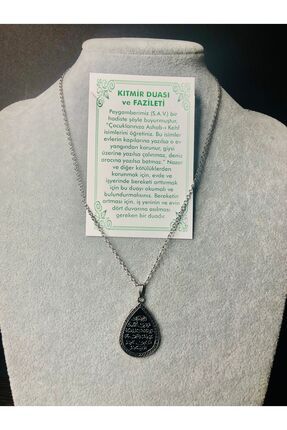 KITMİR DUASI
ve FAZİLETİ
Peygamberimiz (S.A.V.) bir
hadiste şöyle buyurmuştur.
"Çocuklarınıza Ashab-ı Kehf
isimlerini öğretiniz. Bu isimler
evlerin kapılarına yazılsa o ev
yangından korunur, giysi
üzerine yazılsa çalınmaz, deniz
aracına yazılsa batmaz." Nazar
ve diğer kötülüklerden
korunmak için, evde ve
işyerinde bereketi arttırmak
için bu duayı okumalı ve
bulundurmalısınız. Bereketin
artması için, iş yerinin ve evin
dört duvarına asılması
gereken bir duadır.